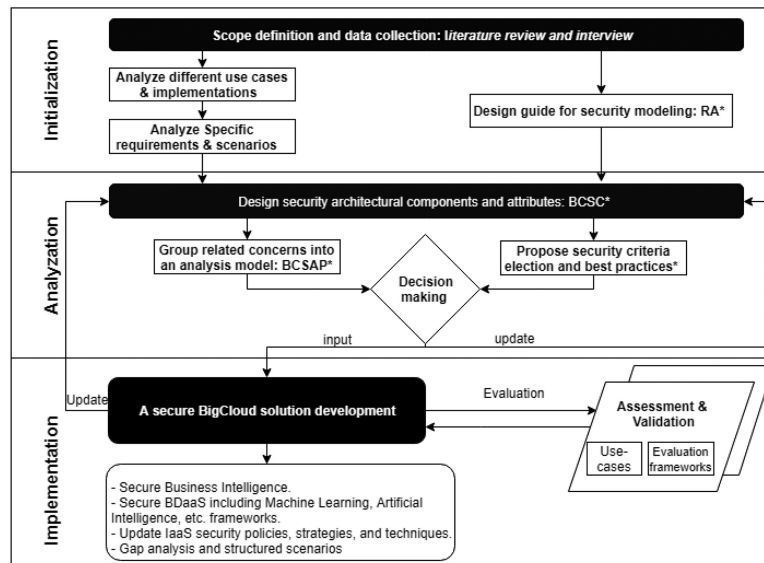 Initialization
Scope definition and data collection: literature review and interview
Analyze different use cases
& implementations
Analyze Specific
requirements & scenarios
Design guide for security modeling: RA*
Analyzation
Design security architectural components and attributes: BCSC*
Group related concerns into
an analysis model: BCSAP*
Decision
making
Propose security criteria
election and best practices*
input
update
Implementation
Update
A secure BigCloud solution development
Evaluation
Assessment &
Validation
Use-
cases
Evaluation
frameworks
- Secure Business Intelligence.
- Secure BDaaS including Machine Learning, Artificial
Intelligence, etc. frameworks.
- Update IaaS security policies, strategies, and techniques.
- Gap analysis and structured scenarios